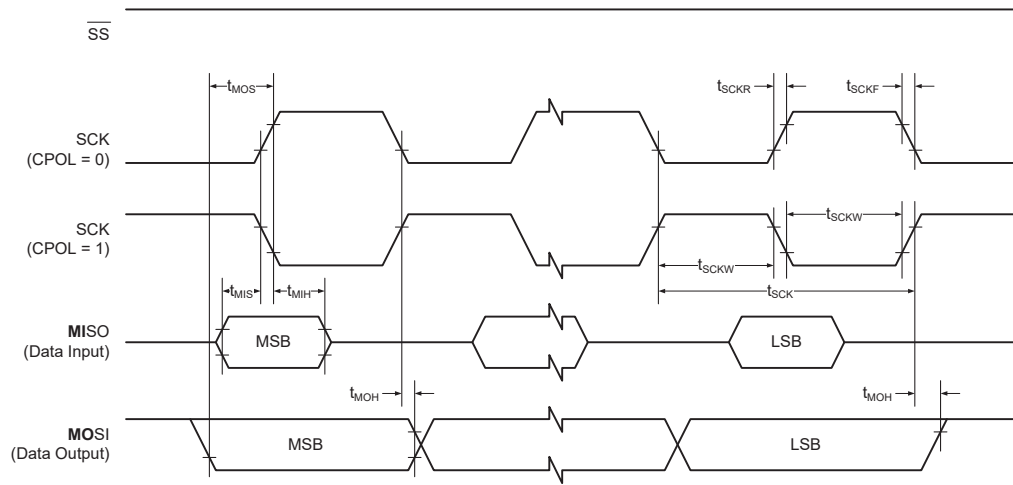 SS
tMOS
tSCKR
tSCKF
SCK
(CPOL = 0)
SCK
(CPOL = 1)
tSCKW
tSCKW
tSCK
tMIS
tMIH
MISO
(Data Input)
MSB
LSB
tMOH
tMOH
MOSI
(Data Output)
MSB
LSB